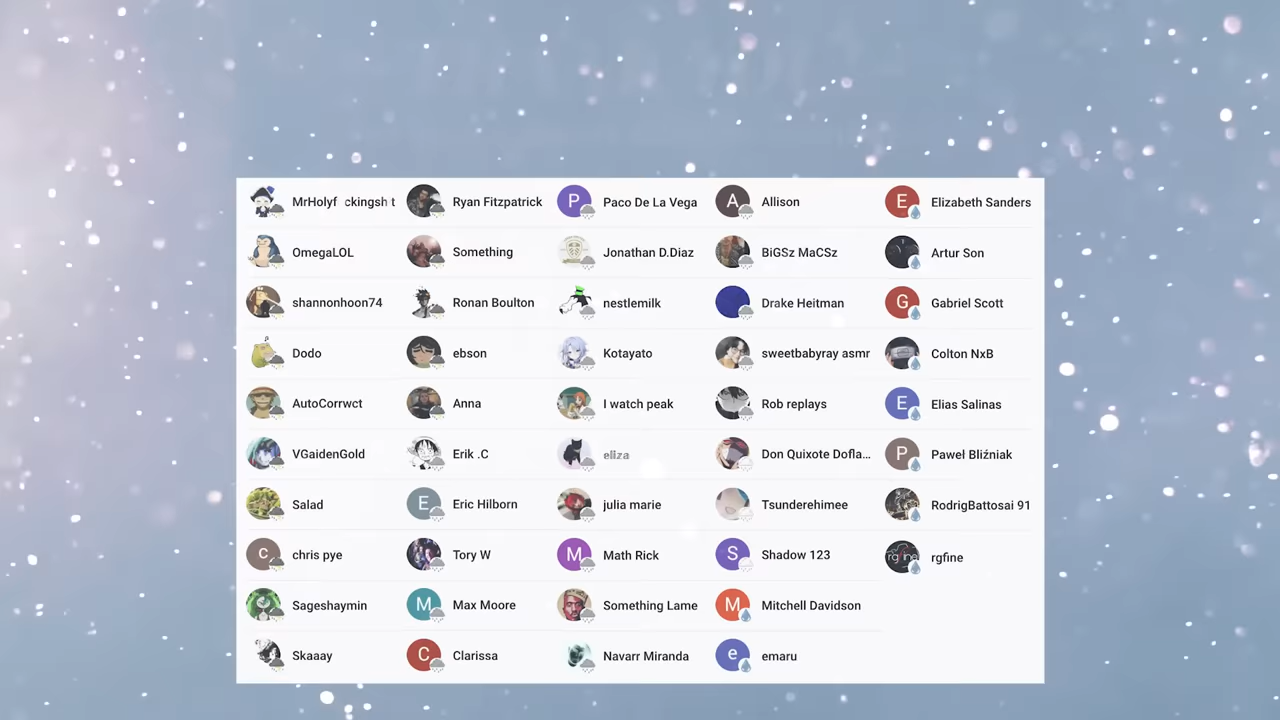 MrHolyf ckingsh t
OmegaLOL
shannonhoon74
Dodo
AutoCorrwct
VGaidenGold
Salad
c
chris pye
Sageshaymin
Skaaay
Ryan Fitzpatrick
Something
Ronan Boulton
ebson
Anna
Erik .C
E
Eric Hilborn
Tory W
M
Max Moore
C
Clarissa
P
Paco De La Vega
Jonathan D.Diaz
nestlemilk
Kotayato
I watch peak
eliza
julia marie
M
Math Rick
Something Lame
Navarr Miranda
A
Allison
BiGSz MaCSz
Drake Heitman
sweetbabyray asmr
Rob replays
Don Quixote Dofla...
Tsunderehimee
S
Shadow 123
M
Mitchell Davidson
e
emaru
E
Elizabeth Sanders
Artur Son
G
Gabriel Scott
Colton NxB
E
Elias Salinas
P
Paweł Bliźniak
RodrigBattosai 91
rgfine
rgfine